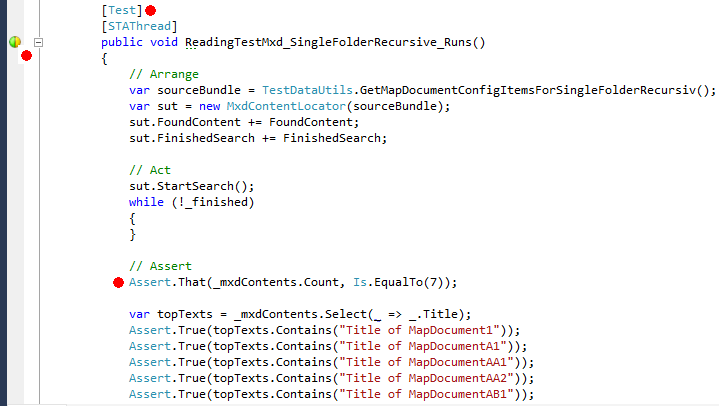 [Test]
[STAThread]
public void ReadingTestMxd_SingleFolderRecursive_Runs()
{
// Arrange
var sourceBundle = TestDataUtils.GetMapDocumentConfigItemsForSingleFolderRecursiv();
var sut = new MxdContentLocator(sourceBundle);
sut.FoundContent += FoundContent;
sut.FinishedSearch += FinishedSearch;
// Act
sut.StartSearch();
while (!_finished)
{
}
// Assert
Assert.That(_mxdContents.Count, Is.EqualTo(7));
var topTexts = _mxdContents.Select(_ => _.Title);
Assert.True(topTexts.Contains("Title of MapDocument1"));
Assert.True(topTexts.Contains("Title of MapDocumentA1"));
Assert.True(topTexts.Contains("Title of MapDocumentAA1"));
Assert.True(topTexts.Contains("Title of MapDocumentAA2"));
Assert.True(topTexts.Contains("Title of MapDocumentAB1"));